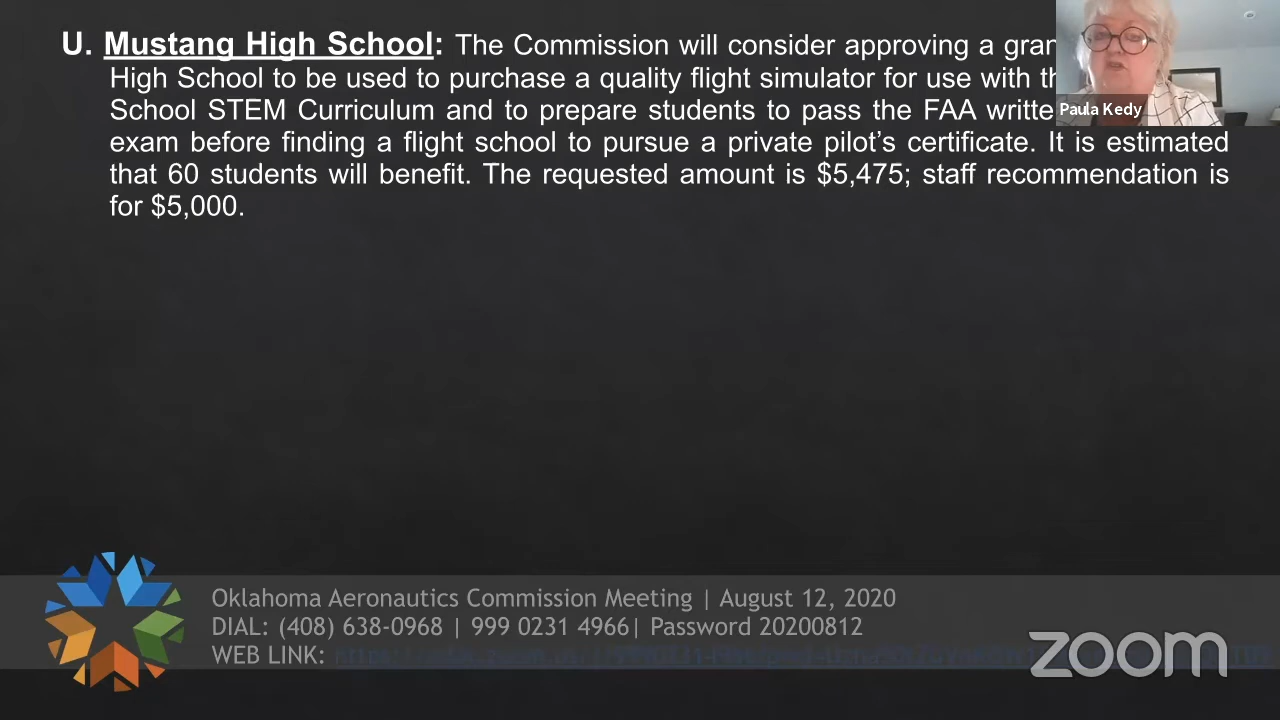 U. Mustang High School: The Commission will consider approving a gran
High School to be used to purchase a quality flight simulator for use with th
School STEM Curriculum and to prepare students to pass the FAA writte
exam before finding a flight school to pursue a private pilot’s certificate. It is estimated
that 60 students will benefit. The requested amount is $5,475; staff recommendation is
for $5,000.
Paula Kedy
Oklahoma Aeronautics Commission Meeting | August 12, 2020
DIAL: (408) 638-0968 | 999 0231 4966| Password 20200812
WEB LINK:
zoom